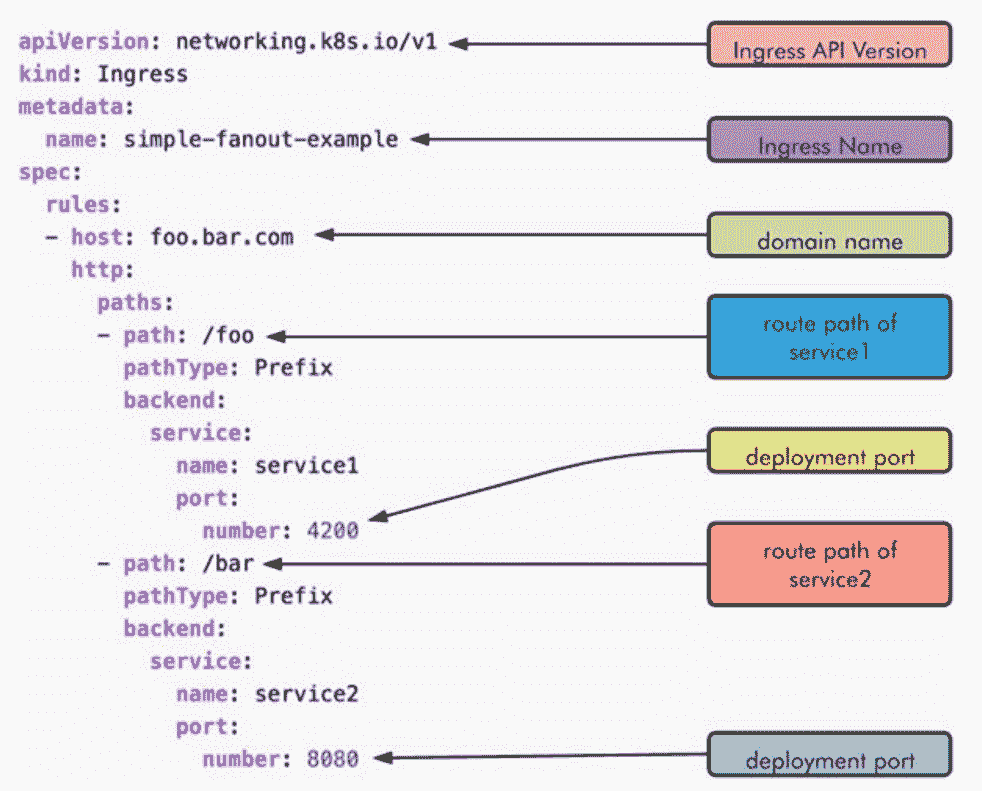 apiVersion: networking.k8s.io/v1
Ingress API Version
kind: Ingress
metadata:
name: simple-fanout-example
Ingress Name
spec:
rules:
- host: foo.bar.com
domain name
http:
paths:
- path: /foo
route path of
service1
pathType: Prefix
backend:
service:
name: service1
deployment port
port:
number: 4200
- path: /bar
route path of
service2
pathType: Prefix
backend:
service:
name: service2
port:
number: 8080
deployment port